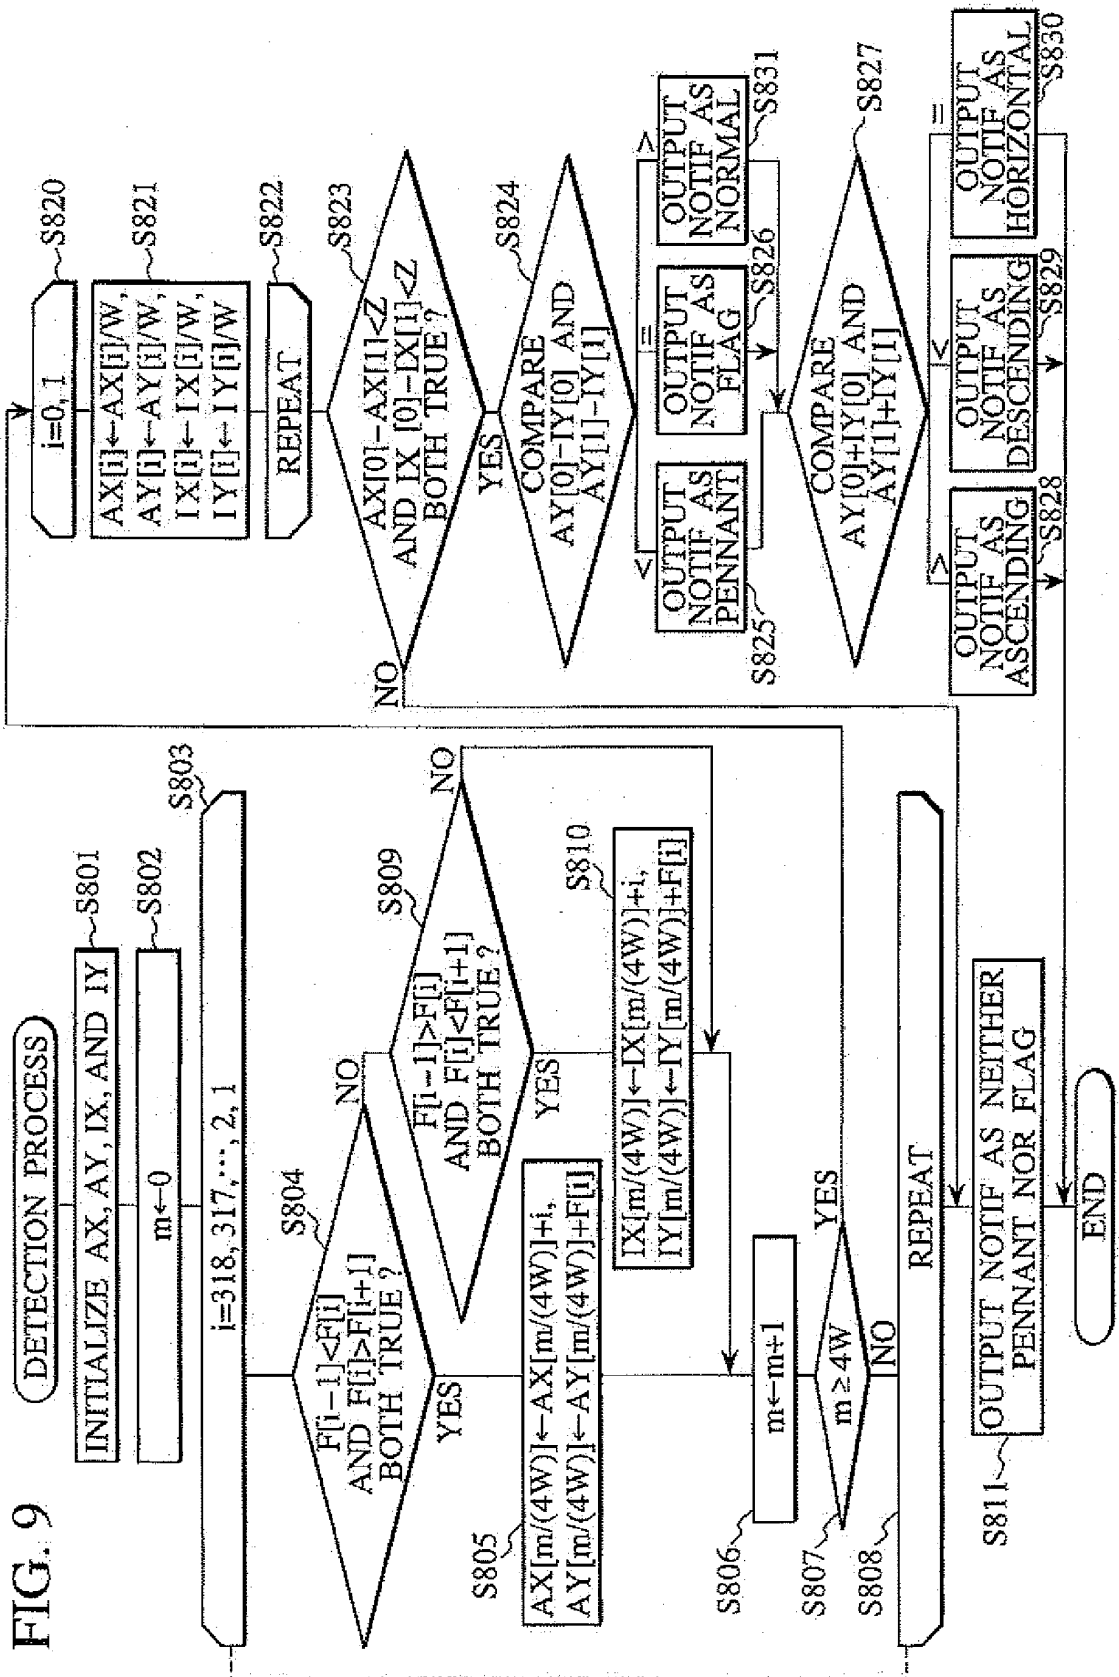 FIG. 9
DETECTION PROCESS
INITIALIZE AX, AY, IX, AND IY
S801
m←0
S802
S803
i=318, 317,⋯, 2, 1
S804
F[i−1]<F[i]
AND F[i]>F[i+1]
BOTH TRUE ?
NO
YES
S809
F[i−1]>F[i]
AND F[i]<F[i+1]
BOTH TRUE ?
NO
YES
S805
AX[m/(4W)]←AX[m/(4W)]+i,
AY[m/(4W)]←AY[m/(4W)]+F[i]
S810
IX[m/(4W)]←IX[m/(4W)]+i,
IY[m/(4W)]←IY[m/(4W)]+F[i]
S806
m←m+1
S807
m≥4W
YES
NO
S808
REPEAT
S811
OUTPUT NOTIF AS NEITHER
PENNANT NOR FLAG
END
i=0, 1
S820
AX[i]←AX[i]/W,
AY[i]←AY[i]/W,
IX[i]←IX[i]/W,
IY[i]←IY[i]/W
S821
REPEAT
S822
S823
AX[0]−AX[1]<Z
AND IX [0]−IX[1]<Z
BOTH TRUE ?
NO
YES
S824
COMPARE
AY[0]−IY[0] AND
AY[1]−IY[1]
<
=
>
OUTPUT
NOTIF AS
PENNANT
S825
OUTPUT
NOTIF AS
FLAG
S826
OUTPUT
NOTIF AS
NORMAL
S831
S827
COMPARE
AY[0]+IY[0] AND
AY[1]+IY[1]
>
<
=
OUTPUT
NOTIF AS
ASCENDING
S828
OUTPUT
NOTIF AS
DESCENDING
S829
OUTPUT
NOTIF AS
HORIZONTAL
S830